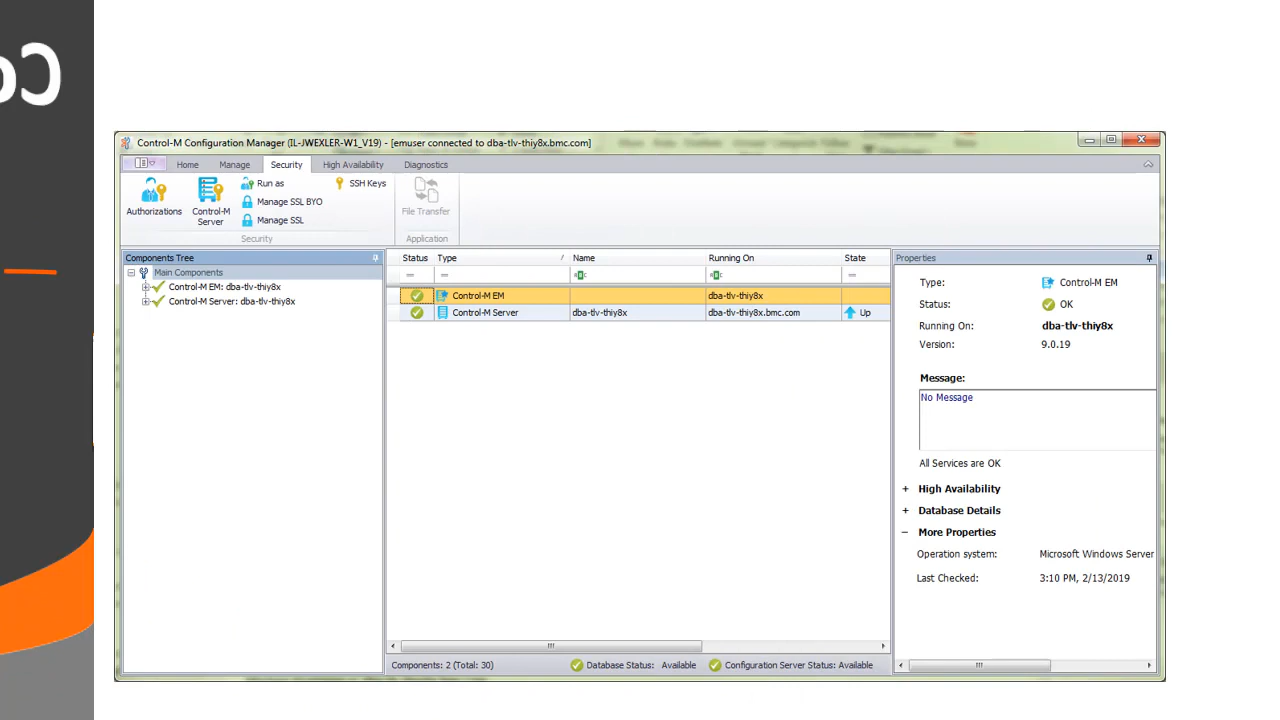 Control-M Configuration Manager (IL-JWEXLER-W1_V19) - [emuser connected to dba-tlv-thiy8x.bmc.com]
Home Manage Security High Availability Diagnostics
Authorizations
Control-M Server
Run as
Manage SSL BYO
Manage SSL
SSH Keys
File Transfer
Security
Application
Components Tree
Main Components
Control-M EM: dba-tlv-thiy8x
Control-M Server: dba-tlv-thiy8x
Status Type Name Running On State
Control-M EM dba-tlv-thiy8x
Control-M Server dba-tlv-thiy8x dba-tlv-thiy8x.bmc.com Up
Components: 2 (Total: 30) Database Status: Available Configuration Server Status: Available
Properties
Type: Control-M EM
Status: OK
Running On: dba-tlv-thiy8x
Version: 9.0.19
Message:
No Message
All Services are OK
+ High Availability
+ Database Details
− More Properties
Operation system: Microsoft Windows Server
Last Checked: 3:10 PM, 2/13/2019